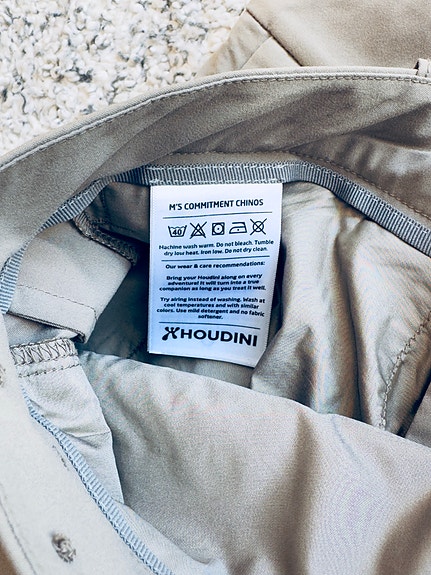 M'S COMMITMENT CHINOS
40
Machine wash warm. Do not bleach. Tumble
dry low heat. Iron low. Do not dry clean.
Our wear & care recommendations:
Bring your Houdini along on every
adventure! It will turn into a true
companion as long as you treat it well.
Try airing instead of washing. Wash at
cool temperatures and with similar
colors. Use mild detergent and no fabric
softener.
HOUDINI